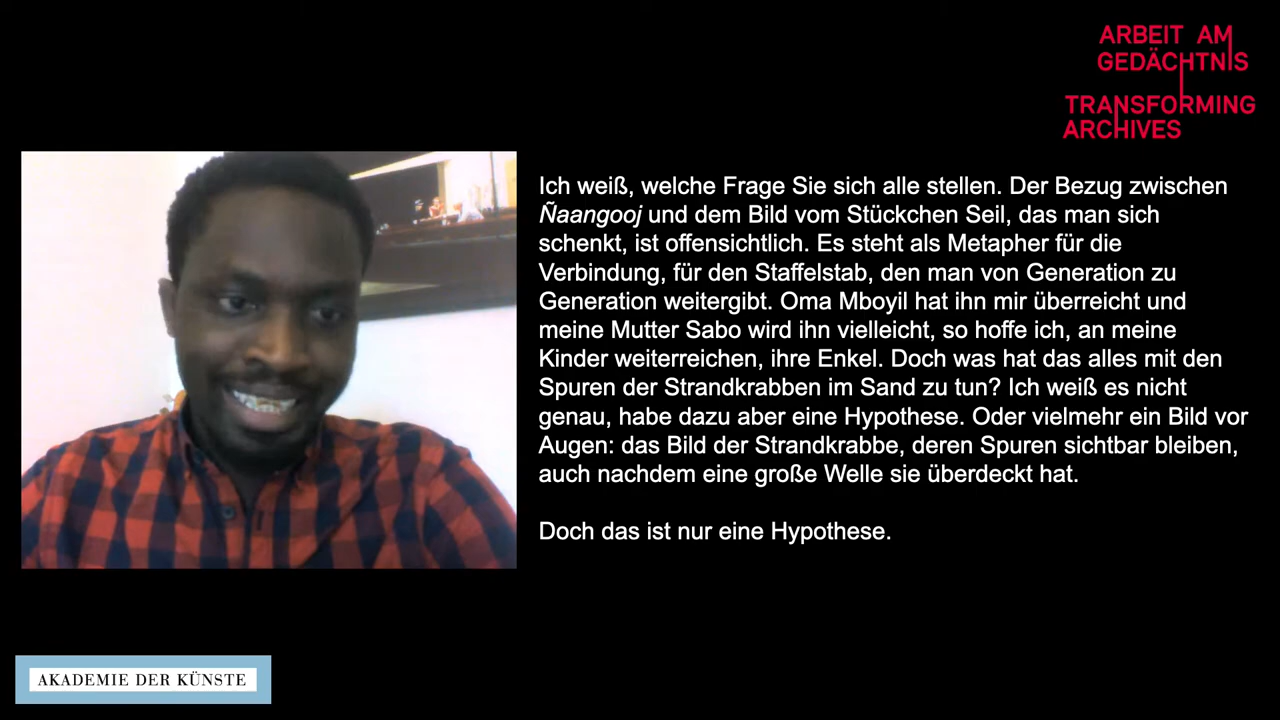 ARBEIT AM
GEDÄCHTNIS
TRANSFORMING
ARCHIVES
Ich weiß, welche Frage Sie sich alle stellen. Der Bezug zwischen
Ñaangooj und dem Bild vom Stückchen Seil, das man sich
schenkt, ist offensichtlich. Es steht als Metapher für die
Verbindung, für den Staffelstab, den man von Generation zu
Generation weitergibt. Oma Mboyil hat ihn mir überreicht und
meine Mutter Sabo wird ihn vielleicht, so hoffe ich, an meine
Kinder weiterreichen, ihre Enkel. Doch was hat das alles mit den
Spuren der Strandkrabben im Sand zu tun? Ich weiß es nicht
genau, habe dazu aber eine Hypothese. Oder vielmehr ein Bild vor
Augen: das Bild der Strandkrabbe, deren Spuren sichtbar bleiben,
auch nachdem eine große Welle sie überdeckt hat.
Doch das ist nur eine Hypothese.
AKADEMIE DER KÜNSTE